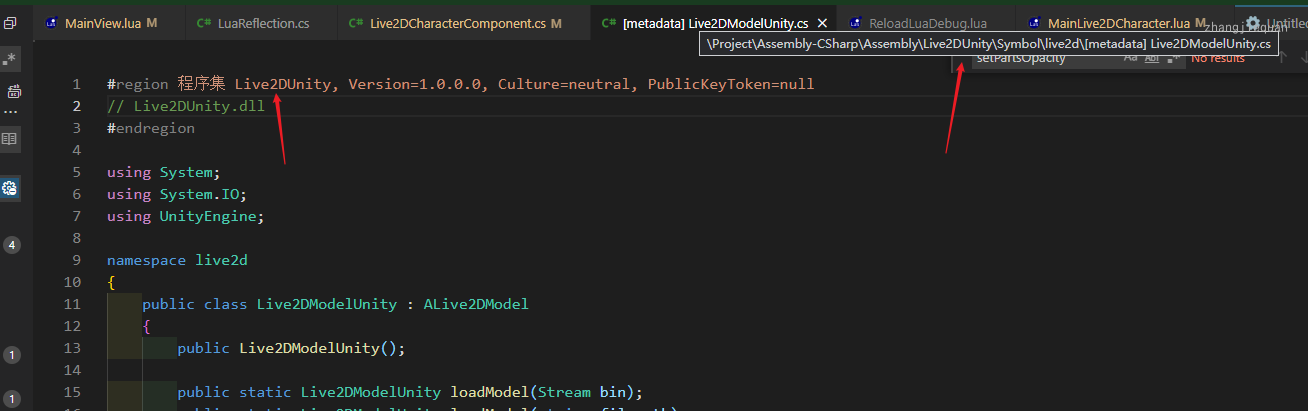 MainView.lua M
LuaReflection.cs
Live2DCharacterComponent.cs M
[metadata] Live2DModelUnity.cs
ReloadLuaDebug.lua
MainLive2DCharacter.lua M
\Project\Assembly-CSharp\Assembly\Live2DUnity\Symbol\live2d\[metadata] Live2DModelUnity.cs
setPartsOpacity Aa Abl .* No results
1 #region 程序集 Live2DUnity, Version=1.0.0.0, Culture=neutral, PublicKeyToken=null
2 // Live2DUnity.dll
3 #endregion
4
5 using System;
6 using System.IO;
7 using UnityEngine;
8
9 namespace live2d
10 {
11 public class Live2DModelUnity : ALive2DModel
12 {
13 public Live2DModelUnity();
14
15 public static Live2DModelUnity loadModel(Stream bin);
4
1
1